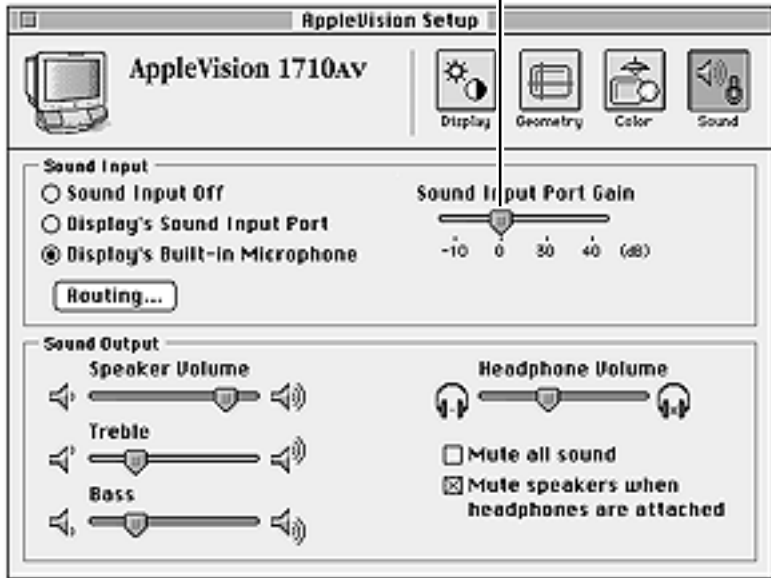 AppleVision Setup
AppleVision 1710AV
Display Geometry Color Sound
Sound Input
Sound Input Off
Display's Sound Input Port
Display's Built-in Microphone
Routing...
Sound Input Port Gain
-10 0 30 40 (dB)
Sound Output
Speaker Volume
Treble
Bass
Headphone Volume
Mute all sound
Mute speakers when
headphones are attached